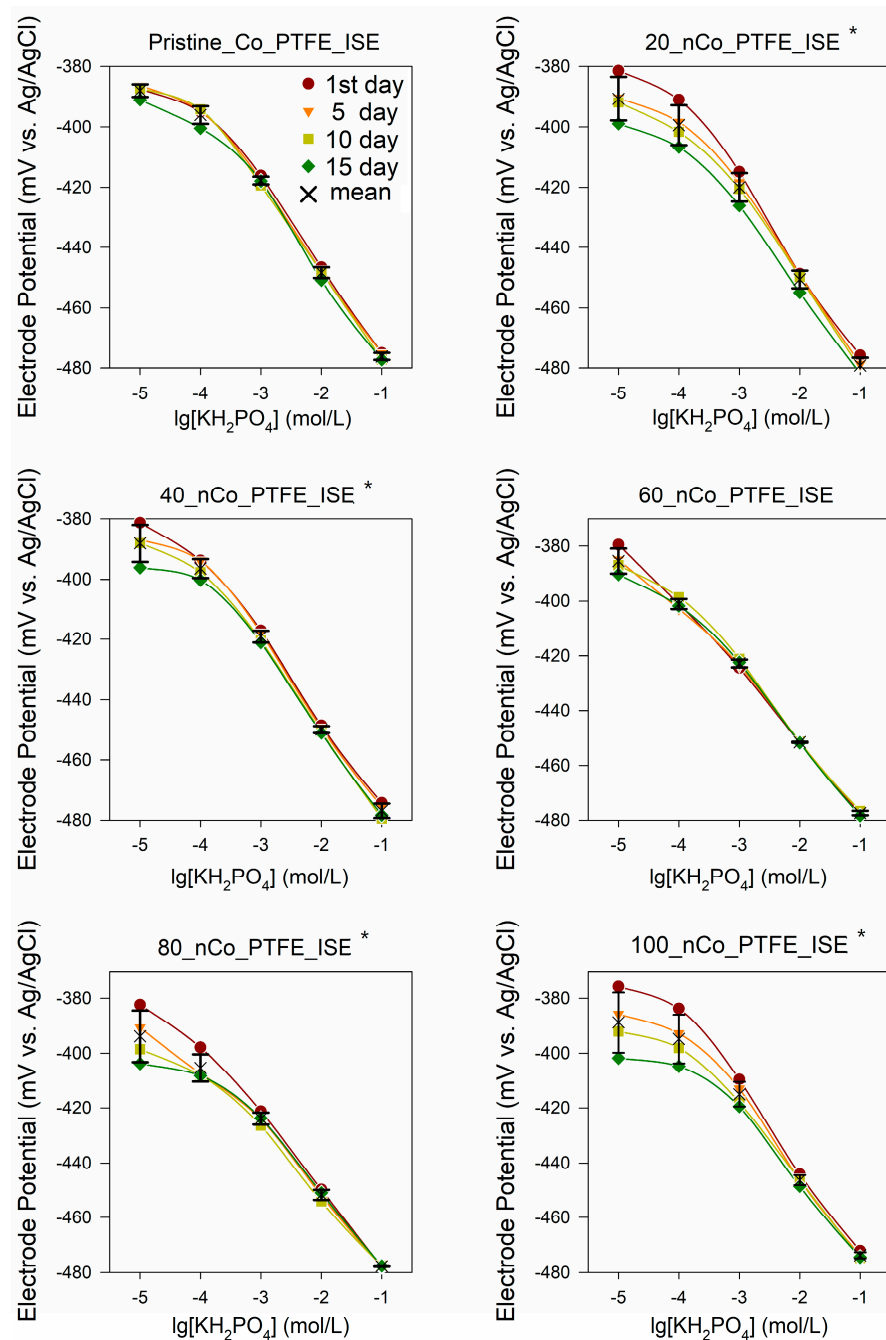 Pristine_Co_PTFE_ISE
Electrode Potential (mV vs. Ag/AgCl)
-380
-400
-420
-440
-460
-480
1st day
5 day
10 day
15 day
mean
-5 -4 -3 -2 -1
lg[KH₂PO₄] (mol/L)
20_nCo_PTFE_ISE *
Electrode Potential (mV vs. Ag/AgCl)
-380
-400
-420
-440
-460
-480
-5 -4 -3 -2 -1
lg[KH₂PO₄] (mol/L)
40_nCo_PTFE_ISE *
Electrode Potential (mV vs. Ag/AgCl)
-380
-400
-420
-440
-460
-480
-5 -4 -3 -2 -1
lg[KH₂PO₄] (mol/L)
60_nCo_PTFE_ISE
Electrode Potential (mV vs. Ag/AgCl)
-380
-400
-420
-440
-460
-480
-5 -4 -3 -2 -1
lg[KH₂PO₄] (mol/L)
80_nCo_PTFE_ISE *
Electrode Potential (mV vs. Ag/AgCl)
-380
-400
-420
-440
-460
-480
-5 -4 -3 -2 -1
lg[KH₂PO₄] (mol/L)
100_nCo_PTFE_ISE *
Electrode Potential (mV vs. Ag/AgCl)
-380
-400
-420
-440
-460
-480
-5 -4 -3 -2 -1
lg[KH₂PO₄] (mol/L)